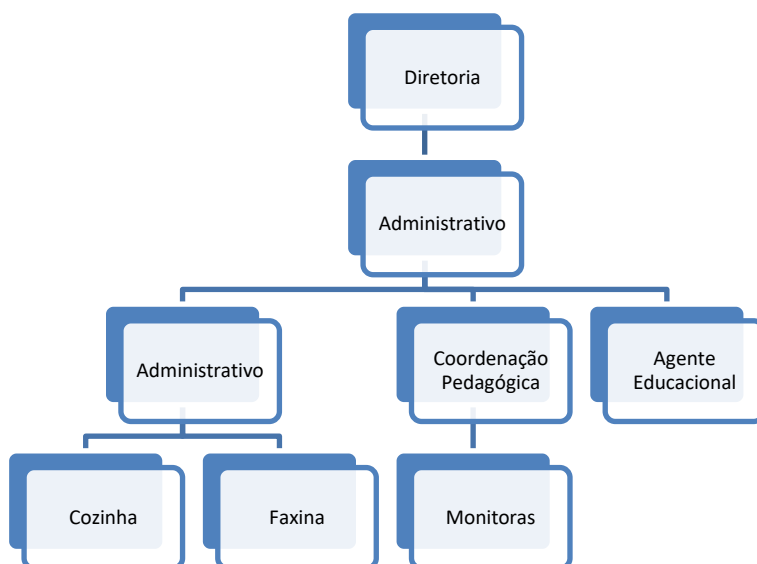 Diretoria
Administrativo
Administrativo
Coordenação
Pedagógica
Agente
Educacional
Cozinha
Faxina
Monitoras